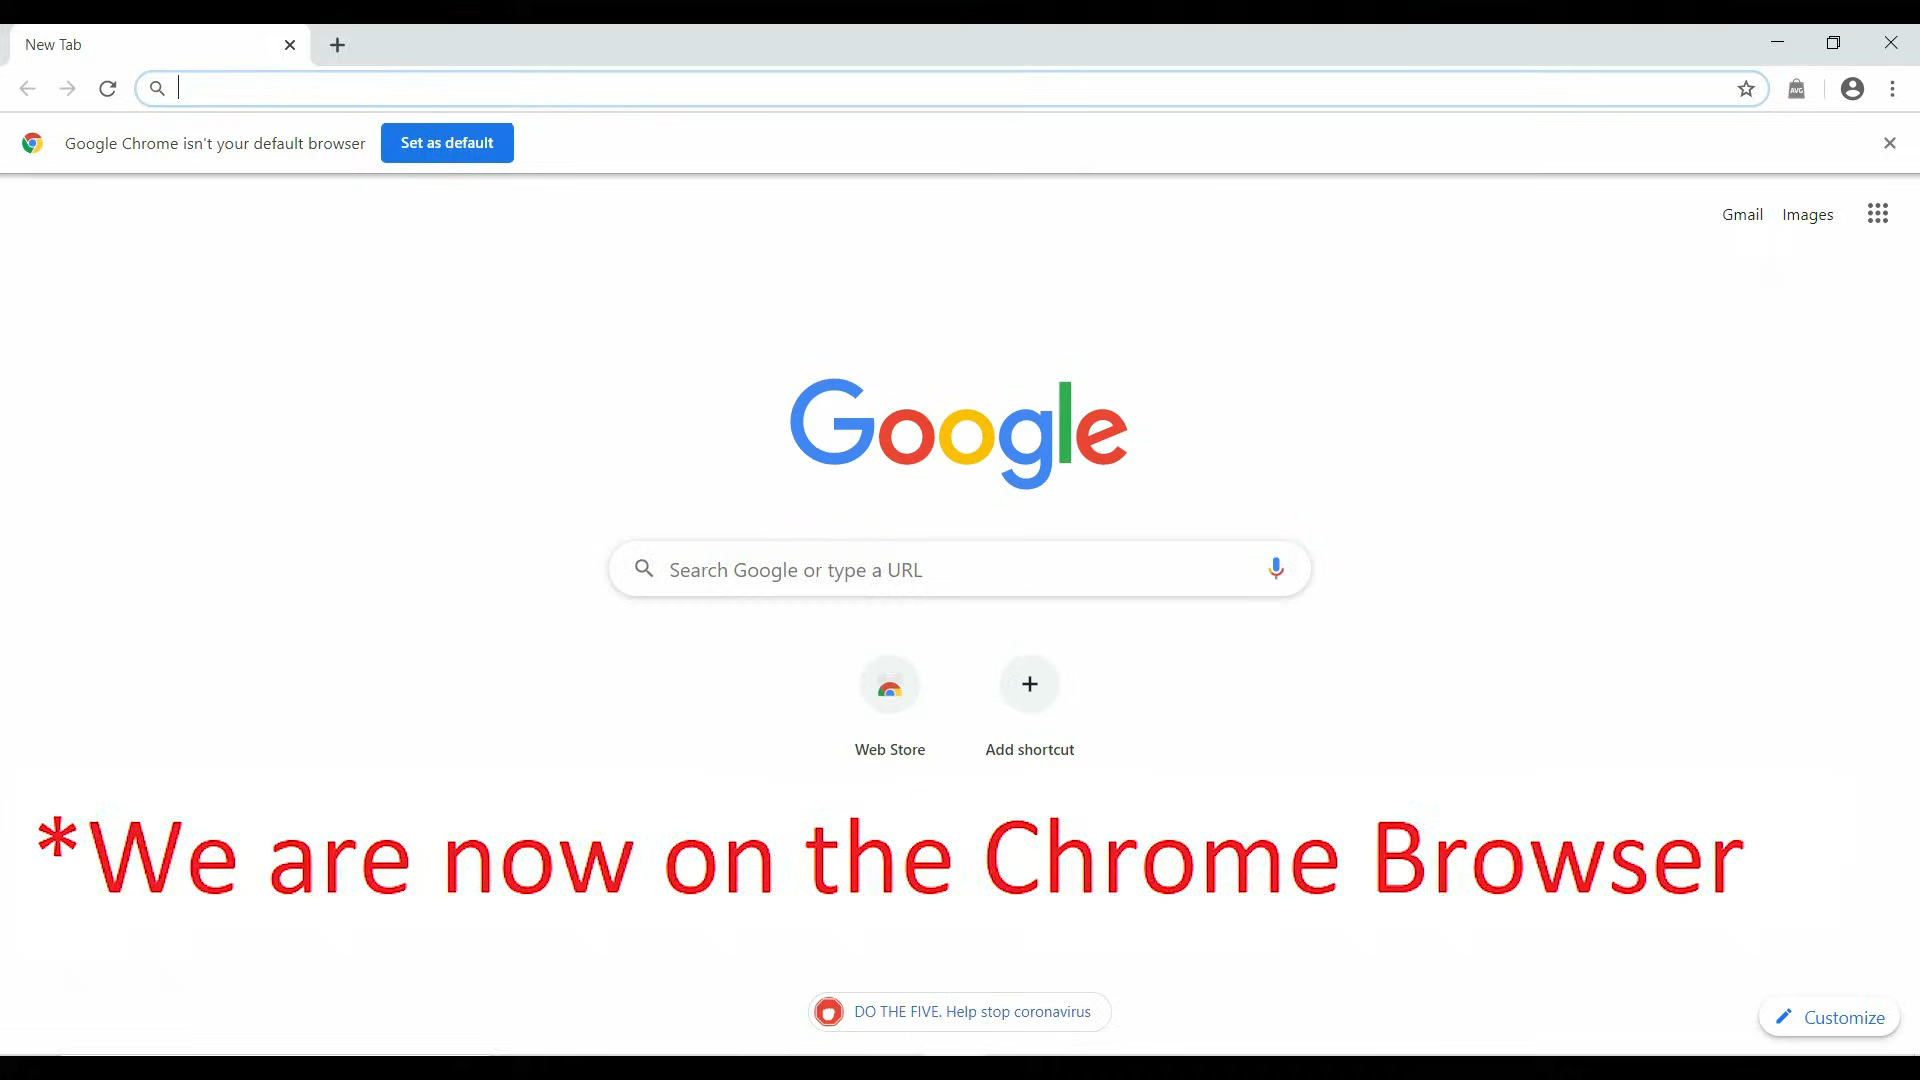 New Tab
Google Chrome isn't your default browser Set as default
Gmail Images
Google
Search Google or type a URL
Web Store Add shortcut
*We are now on the Chrome Browser
DO THE FIVE. Help stop coronavirus
Customize
AVG